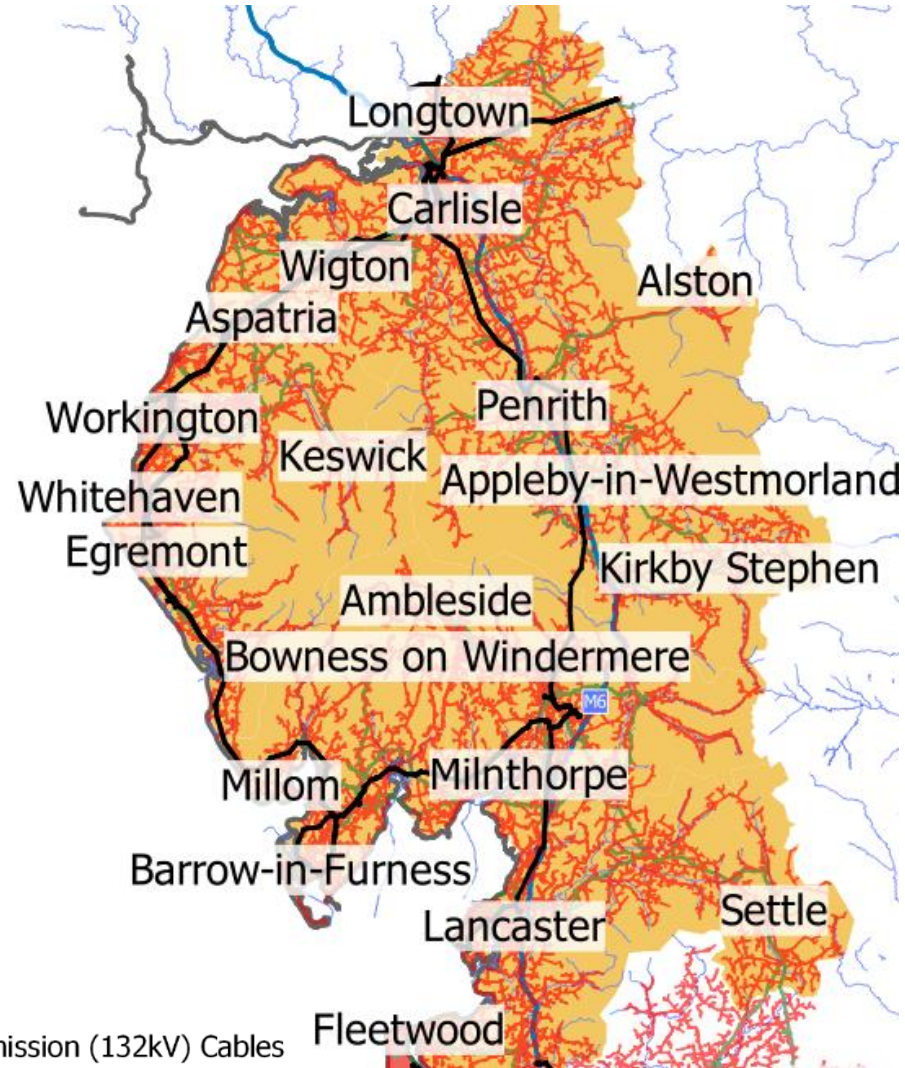 Longtown
Carlisle
Wigton
Alston
Aspatria
Penrith
Workington
Keswick
Appleby-in-Westmorland
Whitehaven
Egremont
Kirkby Stephen
Ambleside
Bowness on Windermere
M6
Milnthorpe
Millom
Barrow-in-Furness
Settle
Lancaster
Fleetwood
(132kV) Cables